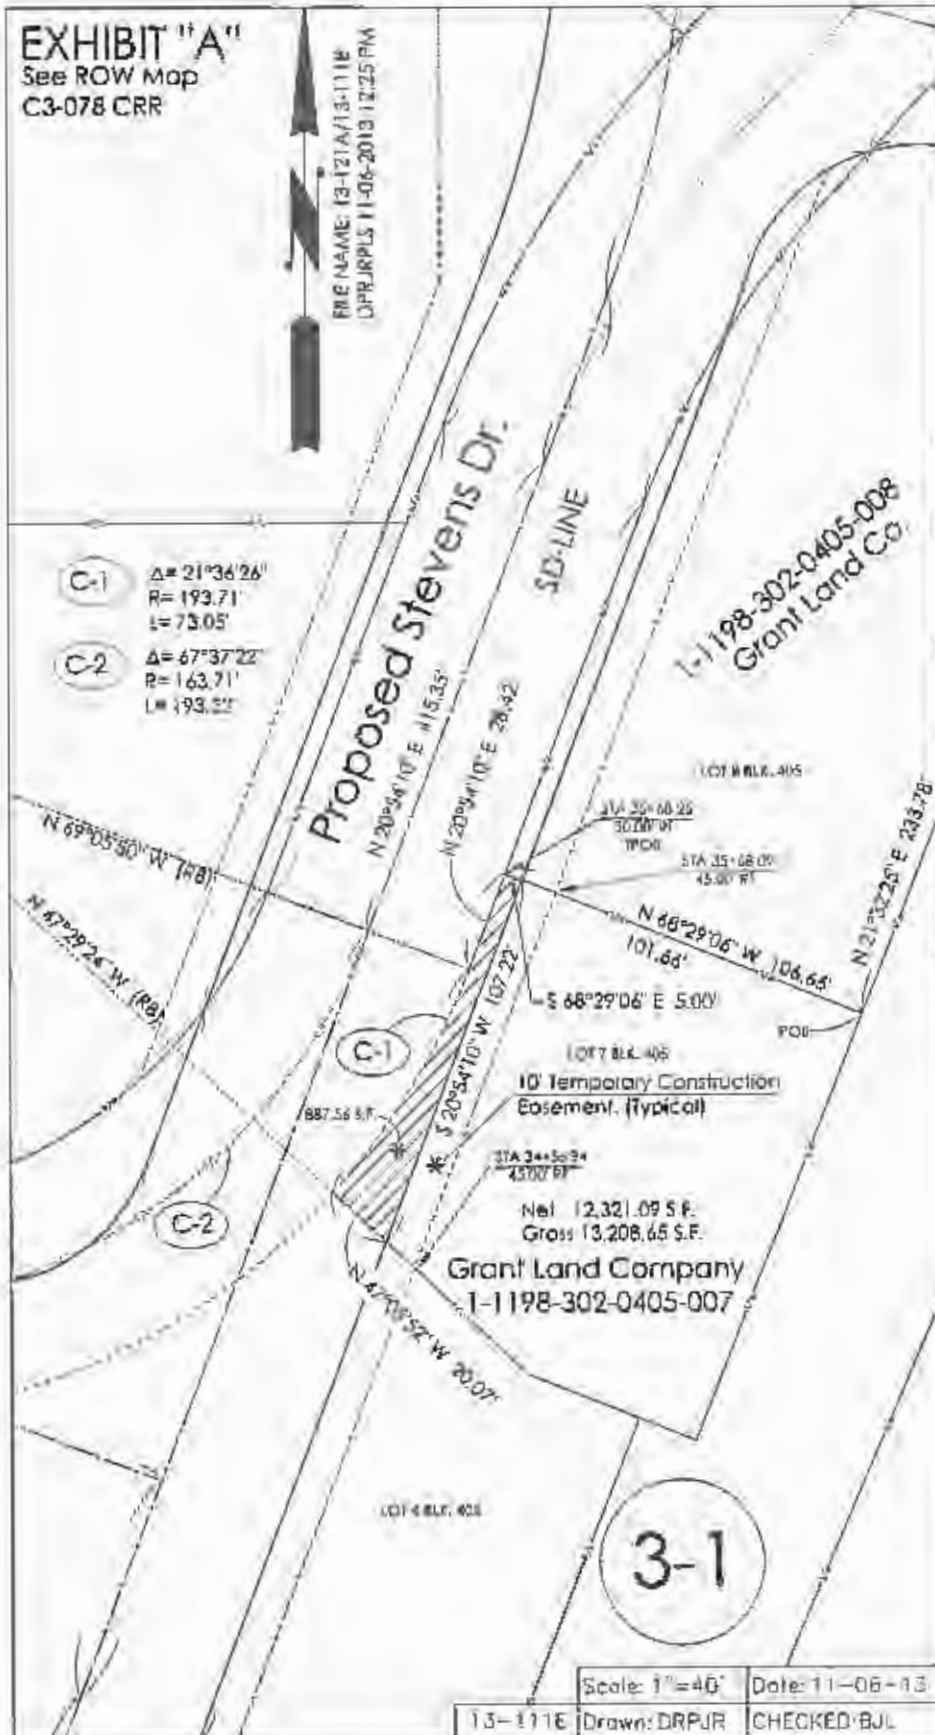 EXHIBIT "A"
See ROW Map
C3-078 CRR
N
FILE NAME: 13-121A/13-111E
DPRJRPLS 11-06-2013 12:25 PM
C-1
Δ= 21°36'26"
R= 193.71'
L= 73.05'
C-2
Δ= 67°37'22"
R= 163.71'
L= 193.22'
Proposed Stevens Dr.
SD-LINE
1-1198-302-0405-008
Grant Land Co.
N 20°54'10" E 415.35'
N 20°54'10" E 26.42
LOT 8 BLK. 405
N 69°05'50" W (RB)
N 47°29'24" W (RB)
STA 35+68.09
45.00' RT
N 21°32'25" E 233.78'
N 68°29'06" W 106.66'
101.66'
S 68°29'06" E 5.00'
POB
S 20°54'10" W 107.22'
C-1
LOT 7 BLK. 405
10' Temporary Construction
Easement. (Typical)
887.56 S.F.
STA 34+56.94
45.00' RT
Net 12,321.09 S.F.
Gross 13,208.65 S.F.
Grant Land Company
1-1198-302-0405-007
C-2
20.07'
3-1
Scale: 1"=40'
Date: 11-06-13
13-111E
Drawn: DRPJR
CHECKED: BJL